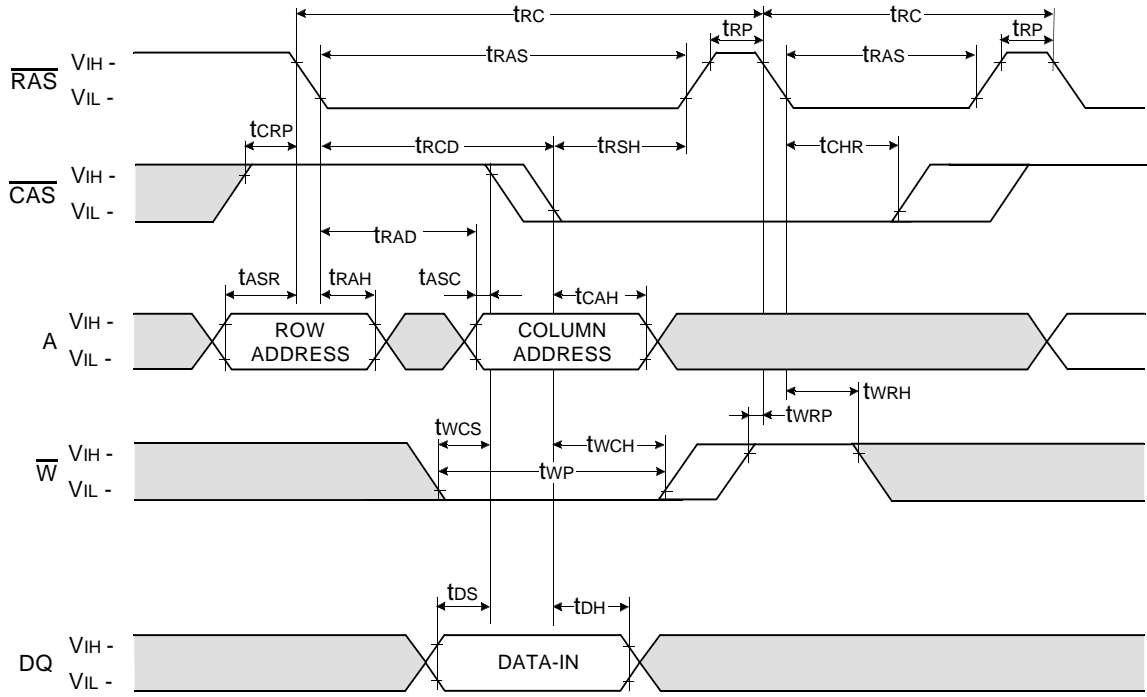 tRC tRC
tRP tRP
tRAS tRAS
RAS VIH -
VIL -
tCRP tRCD tRSH tCHR
CAS VIH -
VIL -
tRAD
tASR tRAH tASC tCAH
A VIH -
VIL -
ROW
ADDRESS
COLUMN
ADDRESS
tWRH
tWRP
tWCS tWCH
tWP
W VIH -
VIL -
tDS tDH
DQ VIH -
VIL -
DATA-IN